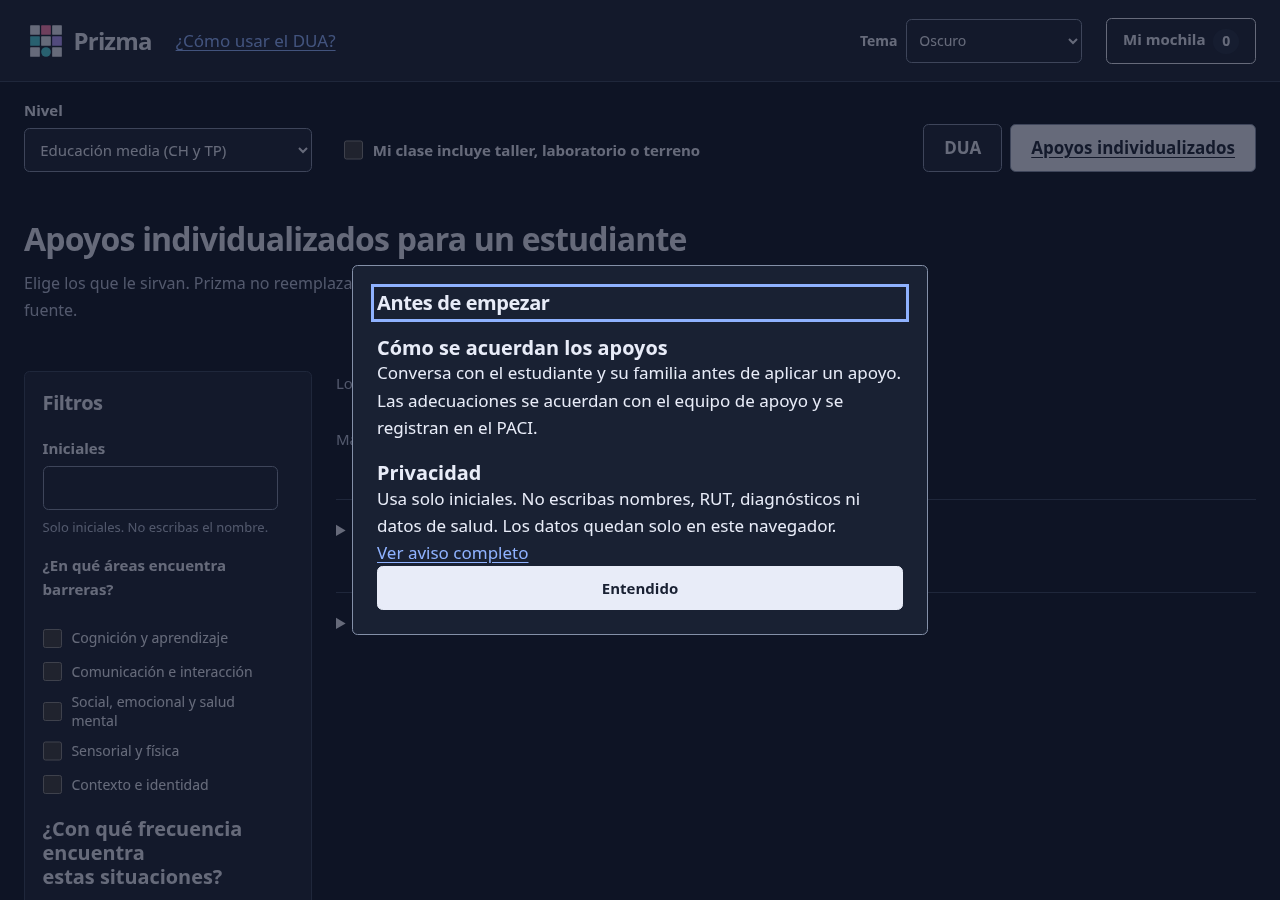 Prizma
¿Cómo usar el DUA?
Tema
Oscuro
Mi mochila 0
Nivel
Educación media (CH y TP)
Mi clase incluye taller, laboratorio o terreno
DUA
Apoyos individualizados
Apoyos individualizados para un estudiante
Elige los que le sirvan. Prizma no reemplaza
fuente.
Filtros
Iniciales
Solo iniciales. No escribas el nombre.
¿En qué áreas encuentra
barreras?
Cognición y aprendizaje
Comunicación e interacción
Social, emocional y salud
mental
Sensorial y física
Contexto e identidad
¿Con qué frecuencia
encuentra
estas situaciones?
Antes de empezar
Cómo se acuerdan los apoyos
Conversa con el estudiante y su familia antes de aplicar un apoyo.
Las adecuaciones se acuerdan con el equipo de apoyo y se
registran en el PACI.
Privacidad
Usa solo iniciales. No escribas nombres, RUT, diagnósticos ni
datos de salud. Los datos quedan solo en este navegador.
Ver aviso completo
Entendido